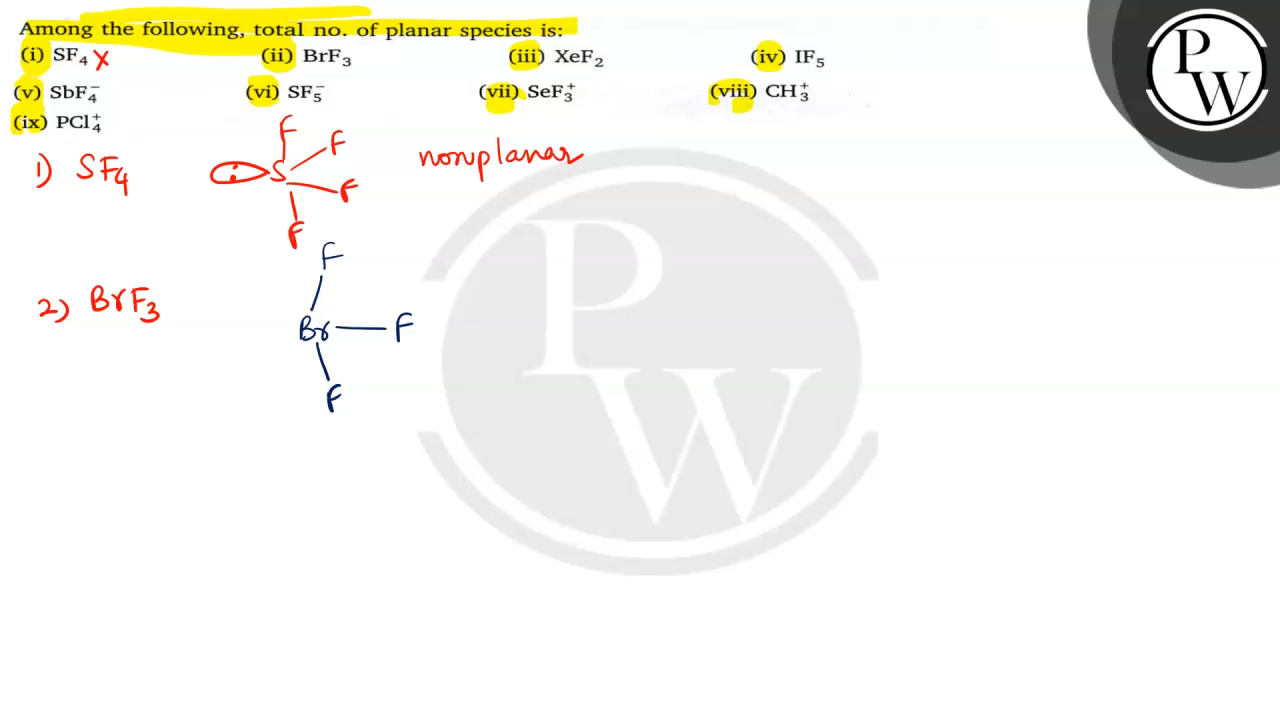 Among the following, total no. of planar species is:
(i) SF₄ X (ii) BrF₃ (iii) XeF₂ (iv) IF₅
(v) SbF₄⁻ (vi) SF₅⁻ (vii) SeF₃⁺ (viii) CH₃⁺
(ix) PCl₄⁺
1) SF₄
F
F
S
F
F
nonplanar
2) BrF₃
F
Br F
F
P
W
P
W